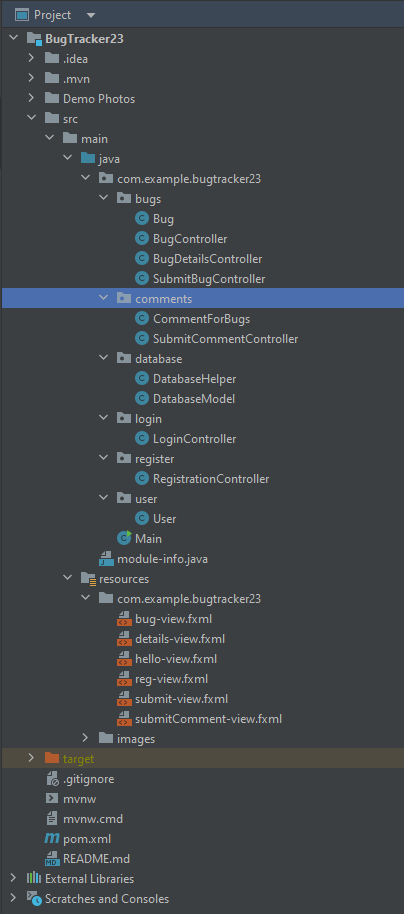 Project
BugTracker23
.idea
.mvn
Demo Photos
src
main
java
com.example.bugtracker23
bugs
Bug
BugController
BugDetailsController
SubmitBugController
comments
CommentForBugs
SubmitCommentController
database
DatabaseHelper
DatabaseModel
login
LoginController
register
RegistrationController
user
User
Main
module-info.java
resources
com.example.bugtracker23
bug-view.fxml
details-view.fxml
hello-view.fxml
reg-view.fxml
submit-view.fxml
submitComment-view.fxml
images
target
.gitignore
mvnw
mvnw.cmd
pom.xml
README.md
External Libraries
Scratches and Consoles